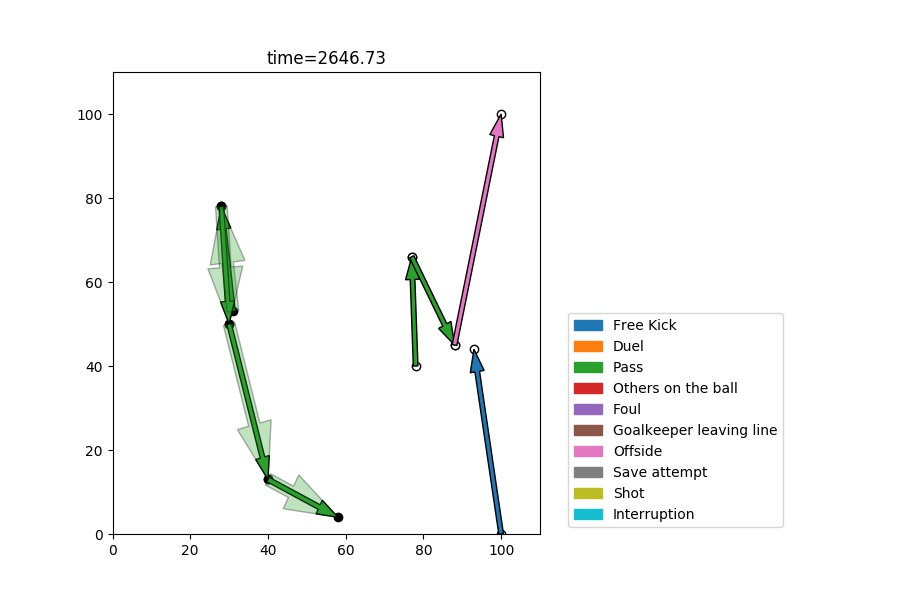 time=2646.73
100
80
60
40
20
0
0 20 40 60 80 100
Free Kick
Duel
Pass
Others on the ball
Foul
Goalkeeper leaving line
Offside
Save attempt
Shot
Interruption